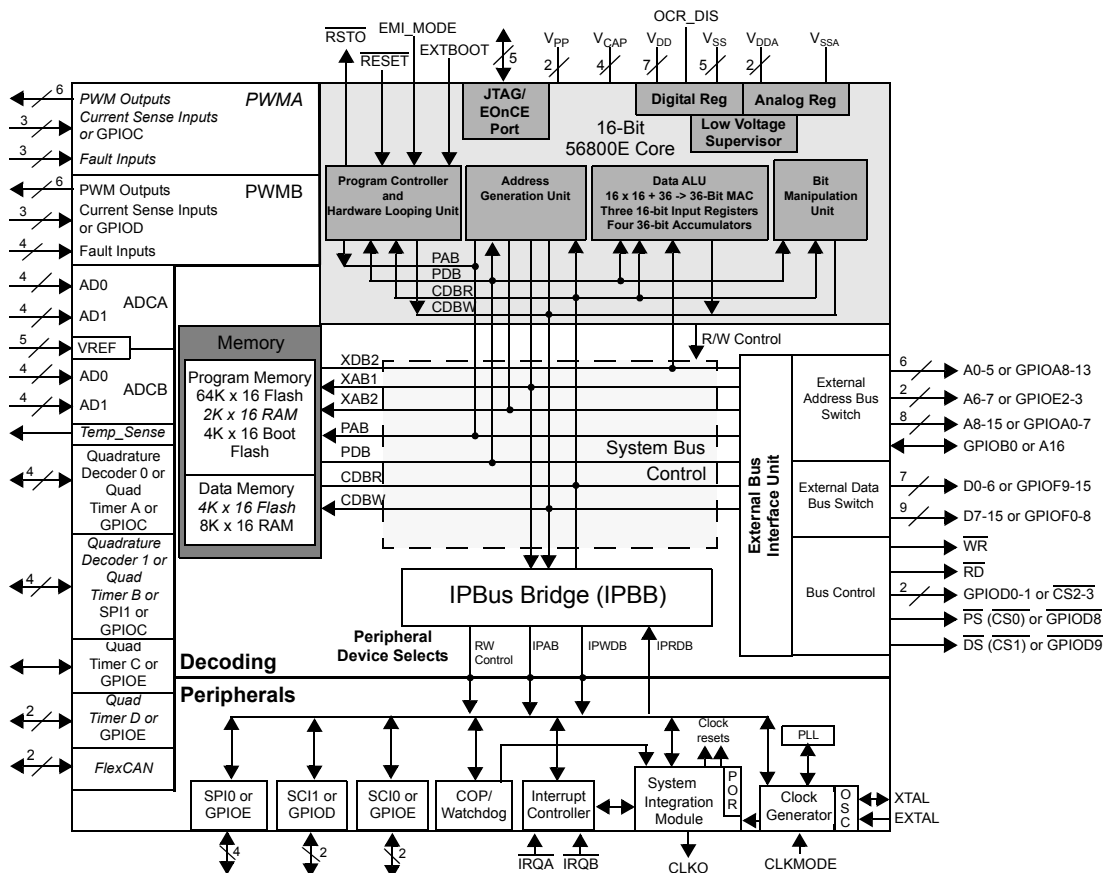 OCR_DIS
RSTO
EMI_MODE
RESET
EXTBOOT
5
VPP
2
VCAP
4
VDD
7
VSS
5
VDDA
2
VSSA
6
PWM Outputs
PWMA
Current Sense Inputs
3
or GPIOC
3
Fault Inputs
6
PWM Outputs
PWMB
Current Sense Inputs
3
or GPIOD
4
Fault Inputs
4
AD0
ADCA
4
AD1
5
VREF
4
AD0
ADCB
4
AD1
Temp_Sense
Quadrature
4
Decoder 0 or
Quad
Timer A or
GPIOC
Quadrature
Decoder 1 or
4
Quad
Timer B or
SPI1 or
GPIOC
Quad
Timer C or
GPIOE
Quad
2
Timer D or
GPIOE
2
FlexCAN
JTAG/
EOnCE
Port
Digital Reg
Analog Reg
Low Voltage
Supervisor
16-Bit
56800E Core
Program Controller
and
Hardware Looping Unit
Address
Generation Unit
Data ALU
16 x 16 + 36 -> 36-Bit MAC
Three 16-bit Input Registers
Four 36-bit Accumulators
Bit
Manipulation
Unit
PAB
PDB
CDBR
CDBW
R/W Control
Memory
Program Memory
64K x 16 Flash
2K x 16 RAM
4K x 16 Boot
Flash
Data Memory
4K x 16 Flash
8K x 16 RAM
XDB2
XAB1
XAB2
PAB
PDB
CDBR
CDBW
System Bus
Control
External Bus
Interface Unit
External
Address Bus
Switch
External Data
Bus Switch
Bus Control
6
A0-5 or GPIOA8-13
2
A6-7 or GPIOE2-3
8
A8-15 or GPIOA0-7
GPIOB0 or A16
7
D0-6 or GPIOF9-15
9
D7-15 or GPIOF0-8
WR
RD
2
GPIOD0-1 or CS2-3
PS (CS0) or GPIOD8
DS (CS1) or GPIOD9
IPBus Bridge (IPBB)
Peripheral
Device Selects
RW
Control
IPAB
IPWDB
IPRDB
Decoding
Peripherals
Clock
resets
PLL
SPI0 or
GPIOE
SCI1 or
GPIOD
SCI0 or
GPIOE
COP/
Watchdog
Interrupt
Controller
System
Integration
Module
POR
Clock
Generator
OSC
XTAL
EXTAL
4
2
2
IRQA
IRQB
CLKO
CLKMODE